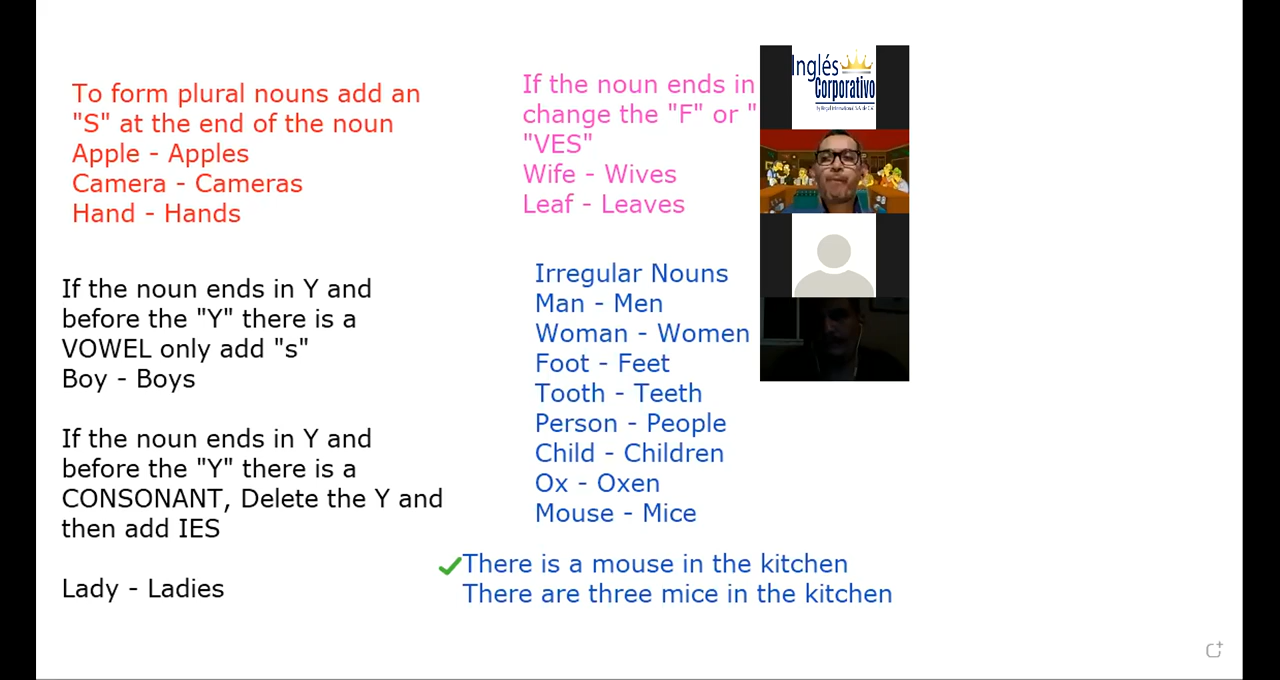 To form plural nouns add an
"S" at the end of the noun
Apple - Apples
Camera - Cameras
Hand - Hands
If the noun ends in Y and
before the "Y" there is a
VOWEL only add "s"
Boy - Boys
If the noun ends in Y and
before the "Y" there is a
CONSONANT, Delete the Y and
then add IES
Lady - Ladies
If the noun ends in
change the "F" or "
"VES"
Wife - Wives
Leaf - Leaves
Irregular Nouns
Man - Men
Woman - Women
Foot - Feet
Tooth - Teeth
Person - People
Child - Children
Ox - Oxen
Mouse - Mice
There is a mouse in the kitchen
There are three mice in the kitchen
Inglés
Corporativo